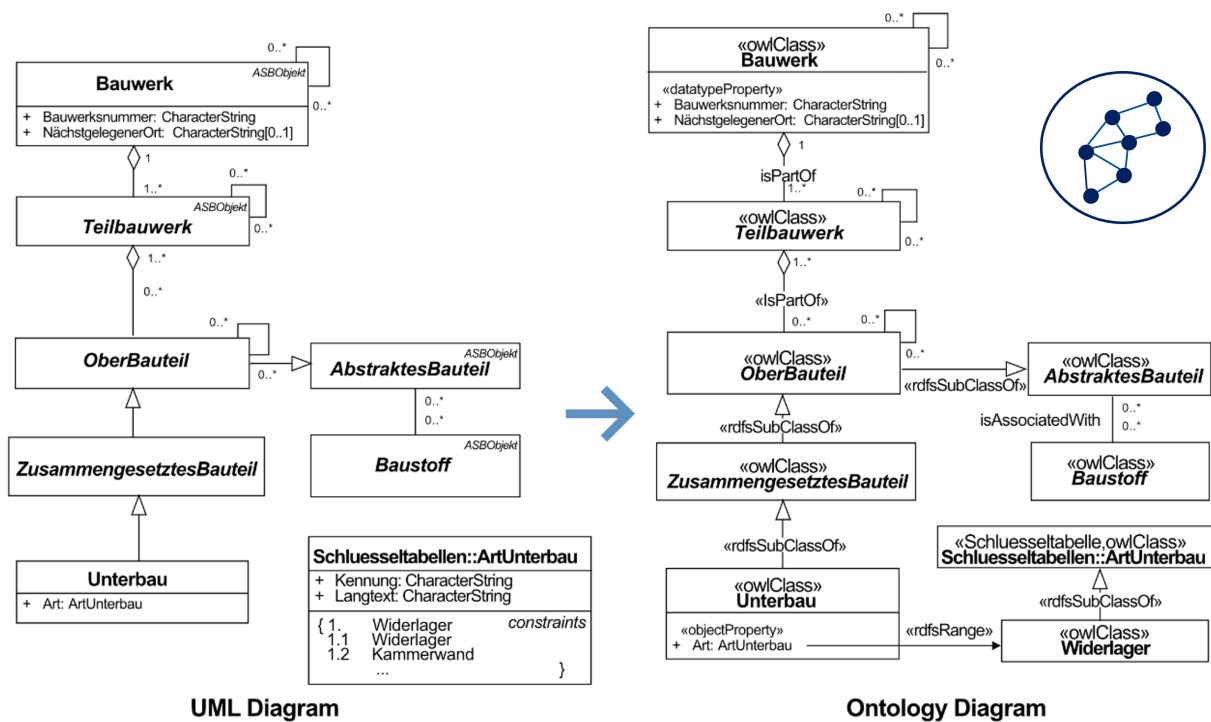 0..*
ASBObjekt
Bauwerk
0..*
+ Bauwerksnummer: CharacterString
+ NächstgelegenerOrt: CharacterString[0..1]
1
1..*
0..*
ASBObjekt
Teilbauwerk
0..*
1..*
0..*
0..*
OberBauteil
0..*
ASBObjekt
AbstraktesBauteil
0..*
0..*
ASBObjekt
Baustoff
ZusammengesetztesBauteil
Unterbau
+ Art: ArtUnterbau
Schluesseltabellen::ArtUnterbau
+ Kennung: CharacterString
+ Langtext: CharacterString
{ 1. Widerlager constraints
1.1 Widerlager
1.2 Kammerwand
... }
UML Diagram
0..*
«owlClass»
Bauwerk
0..*
«datatypeProperty»
+ Bauwerksnummer: CharacterString
+ NächstgelegenerOrt: CharacterString[0..1]
1
isPartOf
1..*
0..*
«owlClass»
Teilbauwerk
0..*
1..*
«IsPartOf»
0..*
0..*
«owlClass»
OberBauteil
0..*
«rdfsSubClassOf»
«owlClass»
AbstraktesBauteil
0..*
isAssociatedWith
0..*
«owlClass»
Baustoff
«rdfsSubClassOf»
«owlClass»
ZusammengesetztesBauteil
«rdfsSubClassOf»
«owlClass»
Unterbau
«objectProperty»
+ Art: ArtUnterbau
«rdfsRange»
«Schluesseltabelle,owlClass»
Schluesseltabellen::ArtUnterbau
«rdfsSubClassOf»
«owlClass»
Widerlager
Ontology Diagram